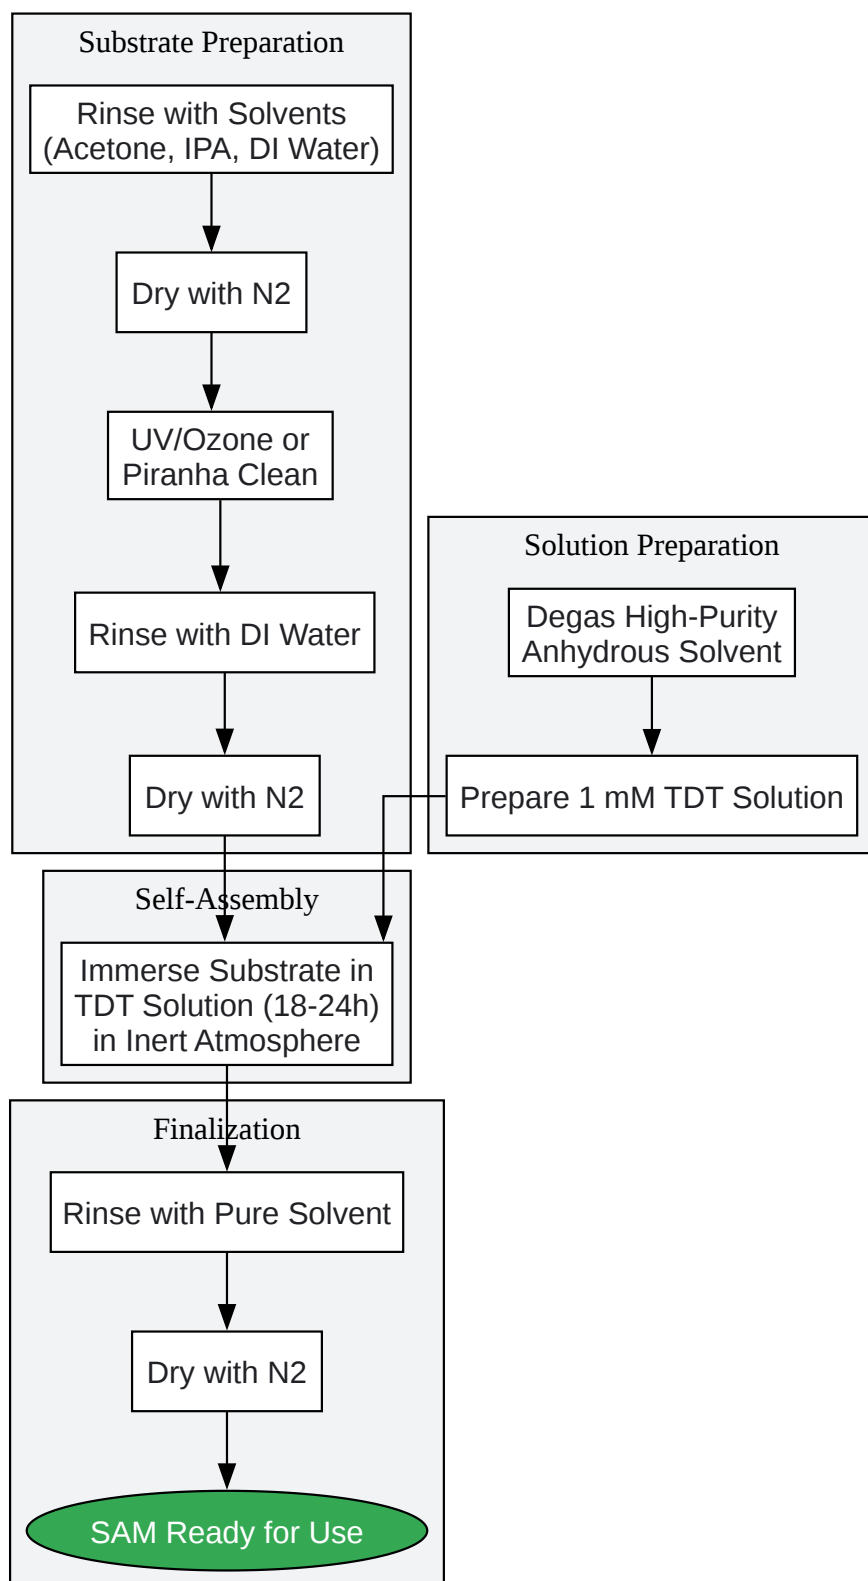 Substrate Preparation
Rinse with Solvents
(Acetone, IPA, DI Water)
Dry with N2
UV/Ozone or
Piranha Clean
Rinse with DI Water
Dry with N2
Solution Preparation
Degas High-Purity
Anhydrous Solvent
Prepare 1 mM TDT Solution
Self-Assembly
Immerse Substrate in
TDT Solution (18-24h)
in Inert Atmosphere
Finalization
Rinse with Pure Solvent
Dry with N2
SAM Ready for Use